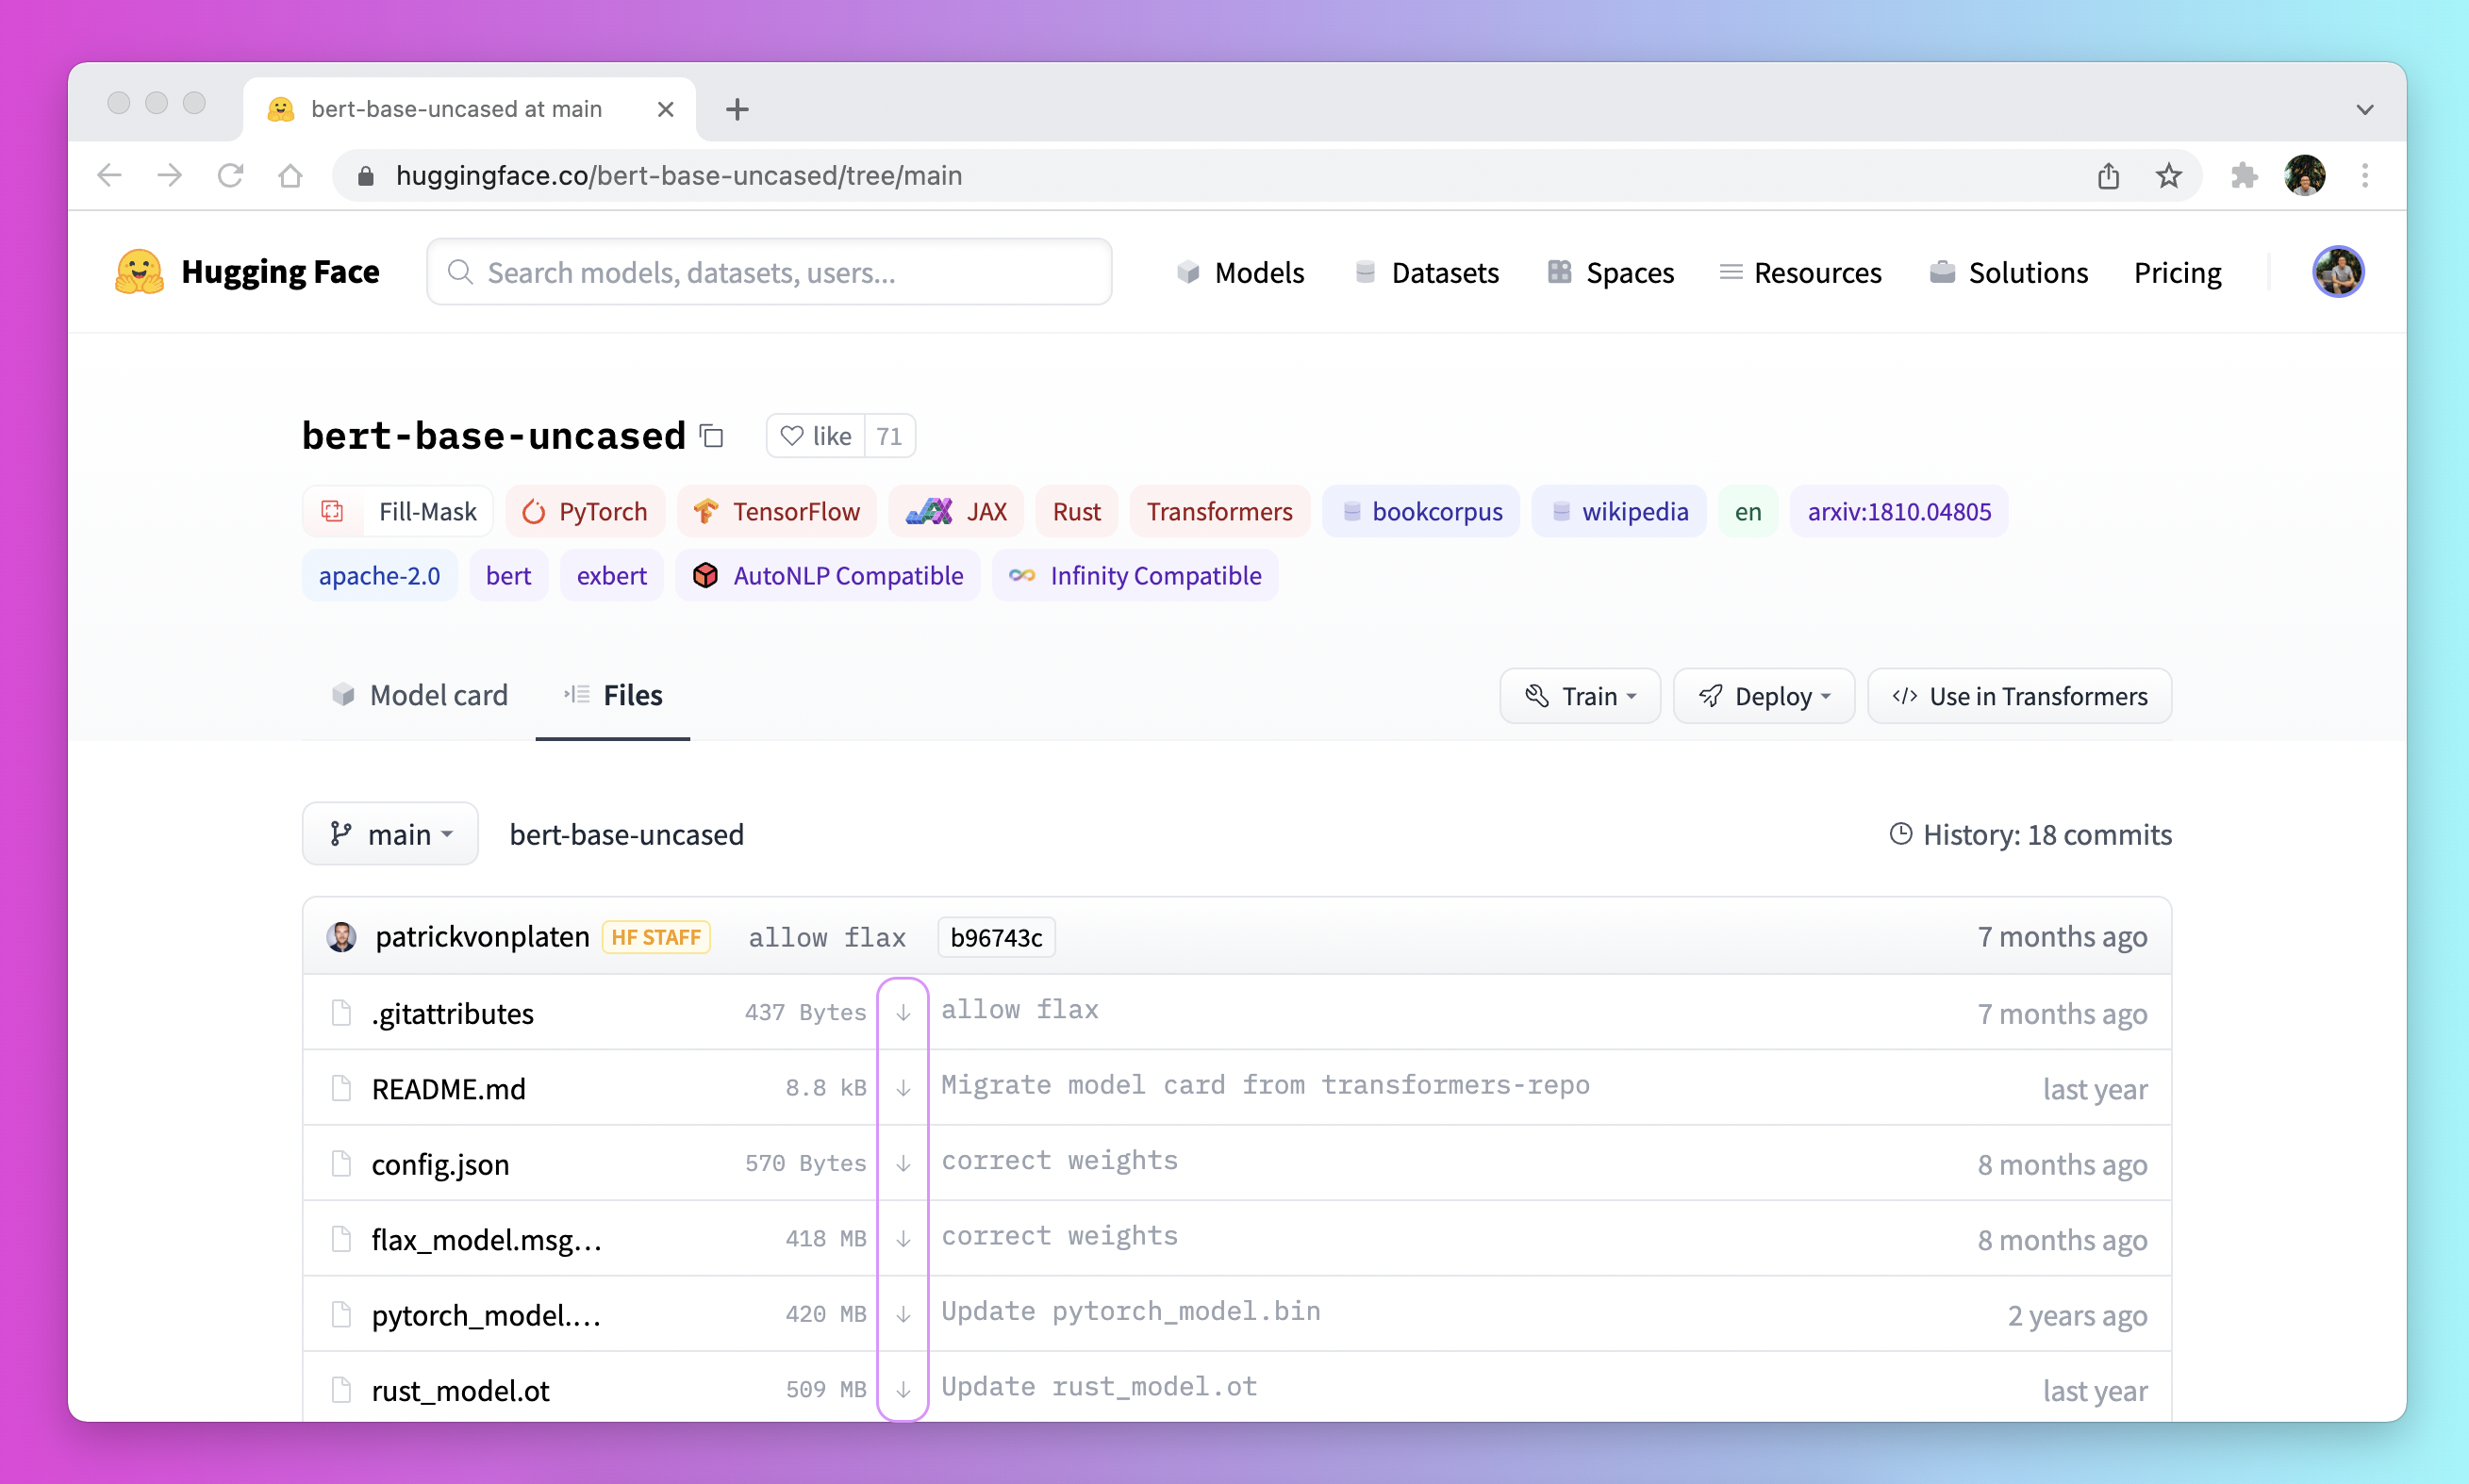 bert-base-uncased at main
huggingface.co/bert-base-uncased/tree/main
Hugging Face Search models, datasets, users... Models Datasets Spaces Resources Solutions Pricing
bert-base-uncased like 71
Fill-Mask PyTorch TensorFlow JAX Rust Transformers bookcorpus wikipedia en arxiv:1810.04805
apache-2.0 bert exbert AutoNLP Compatible Infinity Compatible
Model card Files Train Deploy </> Use in Transformers
main bert-base-uncased History: 18 commits
patrickvonplaten HF STAFF allow flax b96743c 7 months ago
.gitattributes 437 Bytes ↓ allow flax 7 months ago
README.md 8.8 kB ↓ Migrate model card from transformers-repo last year
config.json 570 Bytes ↓ correct weights 8 months ago
flax_model.msg... 418 MB ↓ correct weights 8 months ago
pytorch_model.... 420 MB ↓ Update pytorch_model.bin 2 years ago
rust_model.ot 509 MB ↓ Update rust_model.ot last year